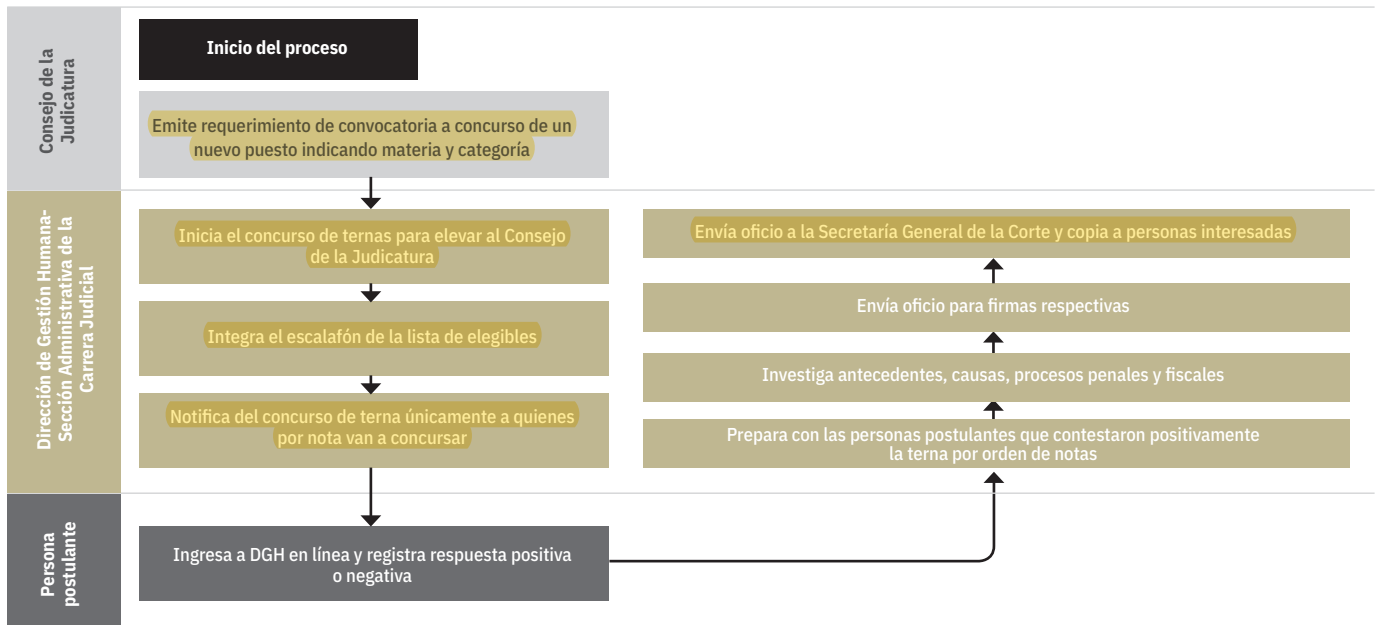 Consejo de la
Judicatura
Inicio del proceso
Emite requerimiento de convocatoria a concurso de un
nuevo puesto indicando materia y categoría
Dirección de Gestión Humana-
Sección Administrativa de la
Carrera Judicial
Inicia el concurso de ternas para elevar al Consejo
de la Judicatura
Integra el escalafón de la lista de elegibles
Notifica del concurso de terna únicamente a quienes
por nota van a concursar
Persona
postulante
Ingresa a DGH en línea y registra respuesta positiva
o negativa
Prepara con las personas postulantes que contestaron positivamente
la terna por orden de notas
Investiga antecedentes, causas, procesos penales y fiscales
Envía oficio para firmas respectivas
Envía oficio a la Secretaría General de la Corte y copia a personas interesadas